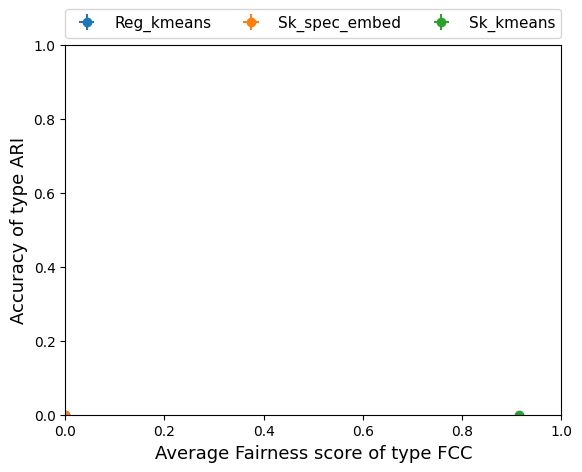 Reg_kmeans Sk_spec_embed Sk_kmeans
1.0
0.8
0.6
0.4
0.2
0.0
Accuracy of type ARI
0.0 0.2 0.4 0.6 0.8 1.0
Average Fairness score of type FCC